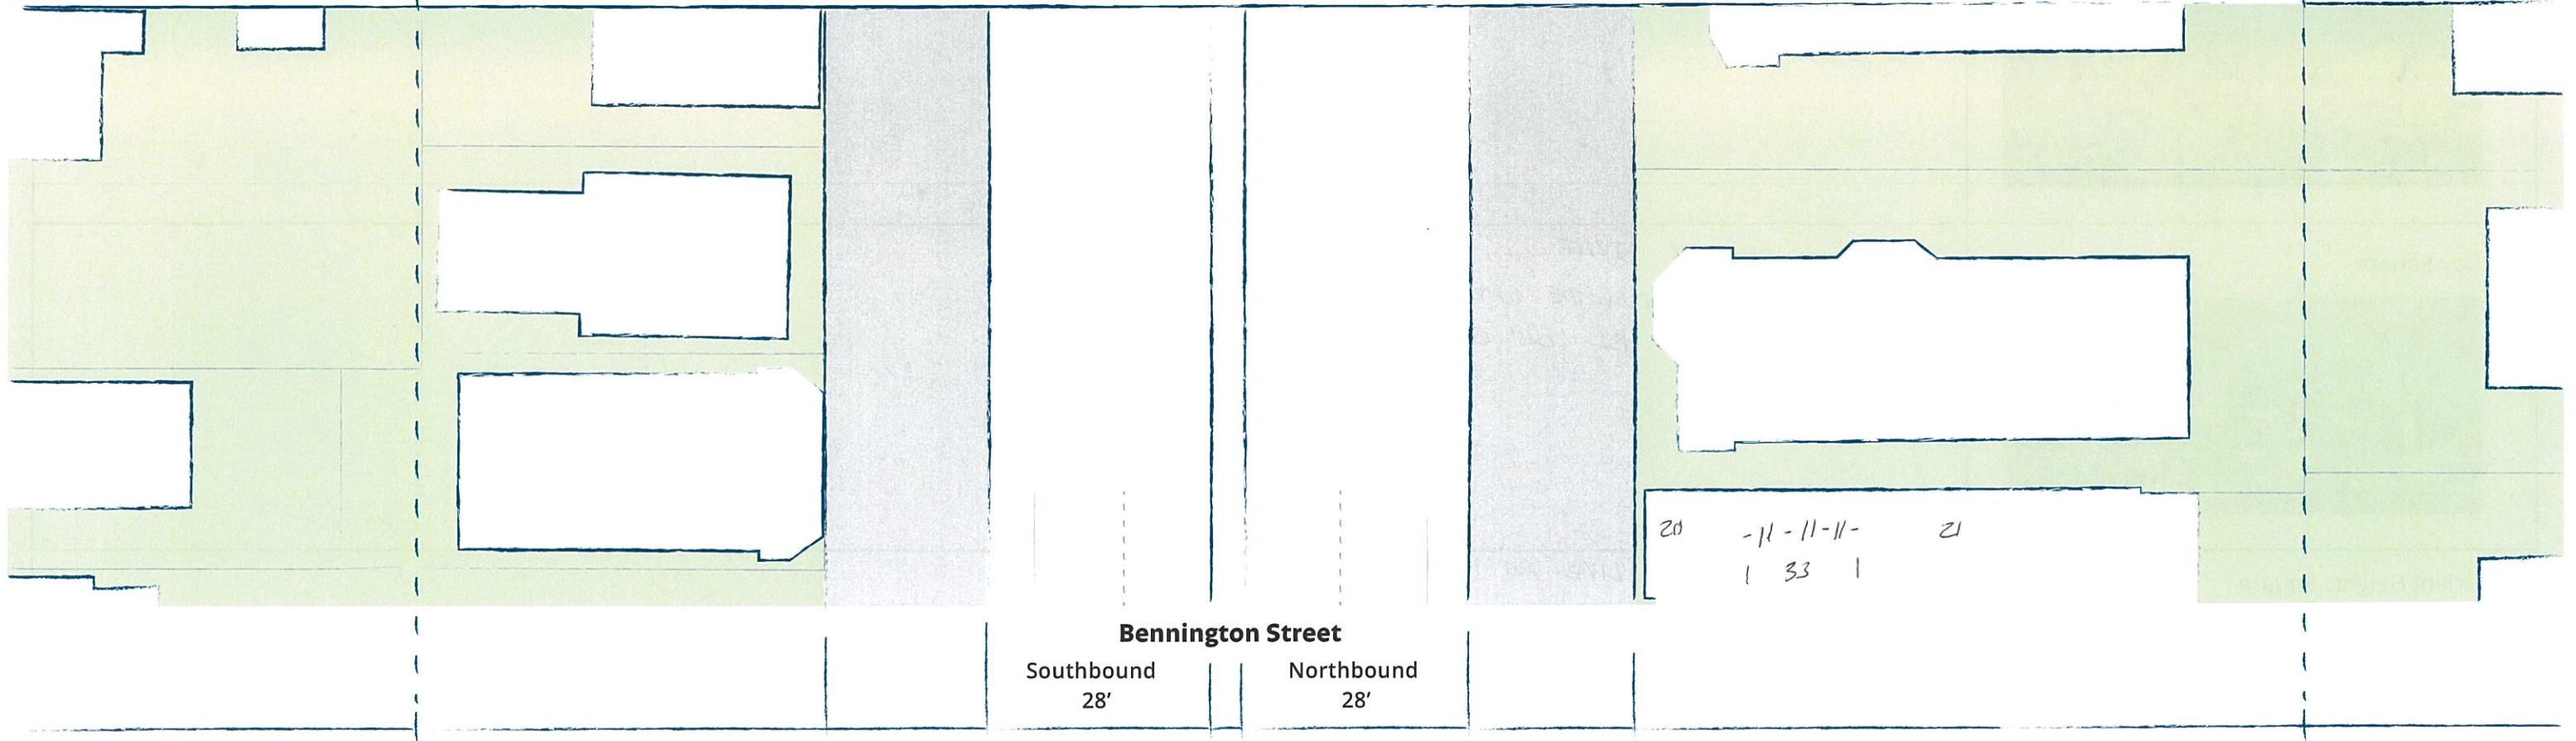 20 -11-11-11- 21
1 33 1
Bennington Street
Southbound
28’
Northbound
28’